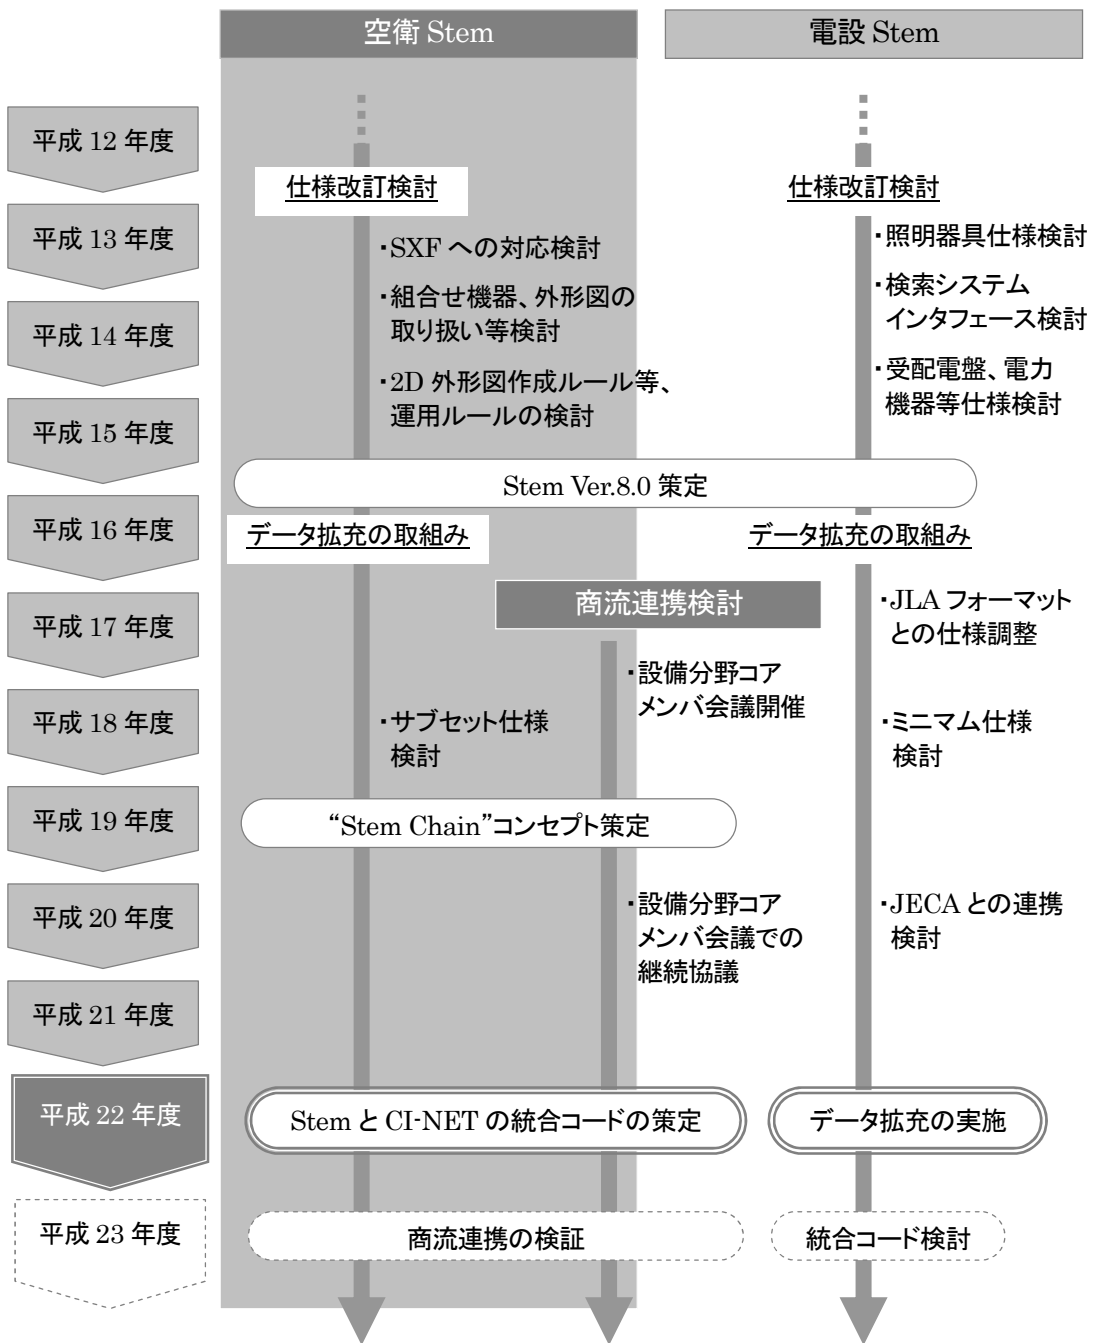 空衛 Stem
電設 Stem
平成 12 年度
仕様改訂検討
仕様改訂検討
平成 13 年度
・SXF への対応検討
・照明器具仕様検討
・組合せ機器、外形図の
取り扱い等検討
・検索システム
インタフェース検討
平成 14 年度
・2D 外形図作成ルール等、
運用ルールの検討
・受配電盤、電力
機器等仕様検討
平成 15 年度
Stem Ver.8.0 策定
平成 16 年度
データ拡充の取組み
データ拡充の取組み
商流連携検討
・JLA フォーマット
との仕様調整
平成 17 年度
・設備分野コア
メンバ会議開催
平成 18 年度
・サブセット仕様
検討
・ミニマム仕様
検討
平成 19 年度
“Stem Chain”コンセプト策定
平成 20 年度
・設備分野コア
メンバ会議での
継続協議
・JECA との連携
検討
平成 21 年度
平成 22 年度
Stem と CI-NET の統合コードの策定
データ拡充の実施
平成 23 年度
商流連携の検証
統合コード検討